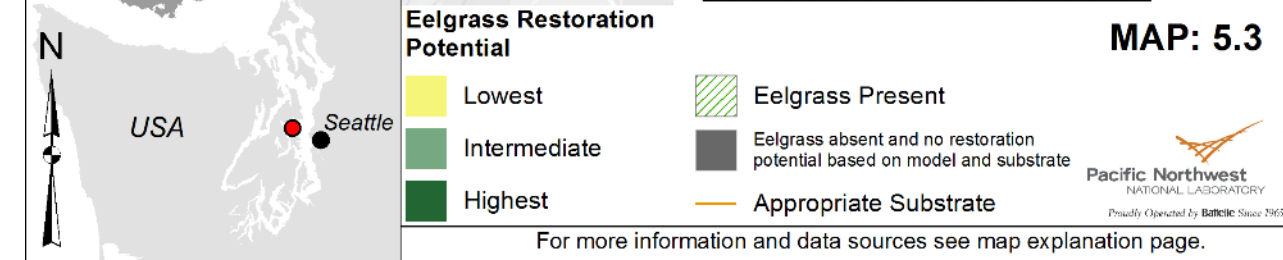 N
USA
Seattle
Eelgrass Restoration
Potential
Lowest
Intermediate
Highest
Eelgrass Present
Eelgrass absent and no restoration
potential based on model and substrate
Appropriate Substrate
MAP: 5.3
Pacific Northwest
NATIONAL LABORATORY
Proudly Operated by Battelle Since 1965
For more information and data sources see map explanation page.